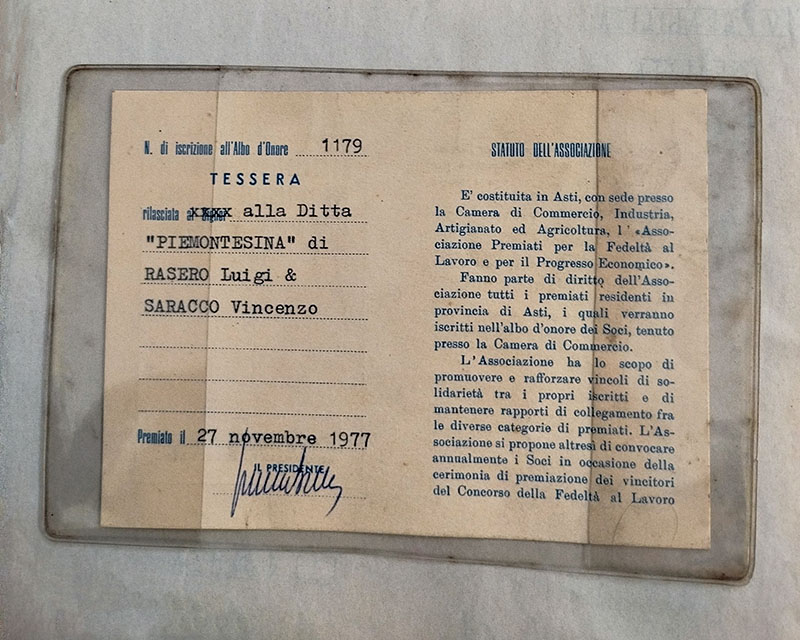 N. di iscrizione all'Albo d'Onore 1179
TESSERA
rilasciata al xxxx alla Ditta
"PIEMONTESINA" di
RASERO Luigi &
SARACCO Vincenzo
Premiato il 27 novembre 1977
IL PRESIDENTE
STATUTO DELL'ASSOCIAZIONE
E' costituita in Asti, con sede presso
la Camera di Commercio, Industria,
Artigianato ed Agricoltura, l' «Asso-
ciazione Premiati per la Fedeltà al
Lavoro e per il Progresso Economico».
Fanno parte di diritto dell'Asso-
ciazione tutti i premiati residenti in
provincia di Asti, i quali verranno
iscritti nell'albo d'onore dei Soci, tenuto
presso la Camera di Commercio.
L'Associazione ha lo scopo di
promuovere e rafforzare vincoli di so-
lidarietà tra i propri iscritti e di
mantenere rapporti di collegamento fra
le diverse categorie di premiati. L'As-
sociazione si propone altresì di convocare
annualmente i Soci in occasione della
cerimonia di premiazione dei vincitori
del Concorso della Fedeltà al Lavoro